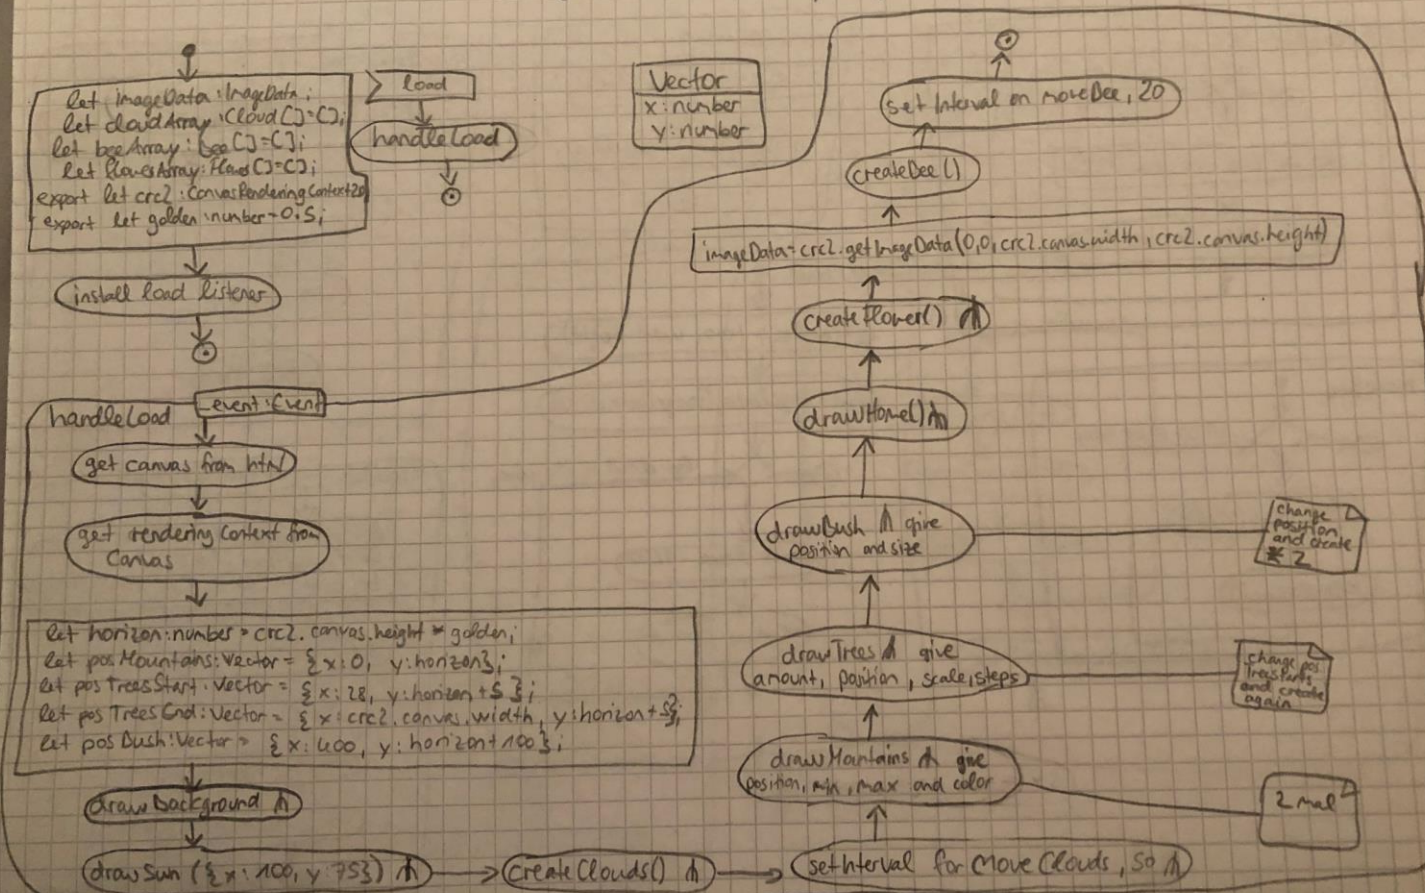 let imageData: ImageData;
let cloudArray: Cloud[]=[];
let beeArray: Bee[]=[];
let flowerArray: Flower[]=[];
export let crc2: CanvasRenderingContext2D
export let golden: number=0.5;
install load listener
load
handleLoad
Vector
x: number
y: number
handleLoad
_event: Event
get canvas from html
get rendering Context from
Canvas
let horizon: number = crc2.canvas.height * golden;
let posMountains: Vector = {x:0, y:horizon};
let posTreesStart: Vector = {x:28, y:horizon+5};
let posTreesEnd: Vector = {x:crc2.canvas.width, y:horizon+5};
let posBush: Vector = {x:400, y:horizon+100};
drawBackground
drawSun ({x:100, y:75})
createClouds()
setInterval for moveClouds, 50
drawMountains give
position, min, max and color
2 mal
drawTrees give
amount, position, scale, steps
change pos
TreesStart
and create
again
drawBush give
position and size
change
position
and create
* 2
drawHome()
createFlower()
imageData=crc2.getImageData(0,0,crc2.canvas.width, crc2.canvas.height)
createBee()
setInterval on moveBee, 20